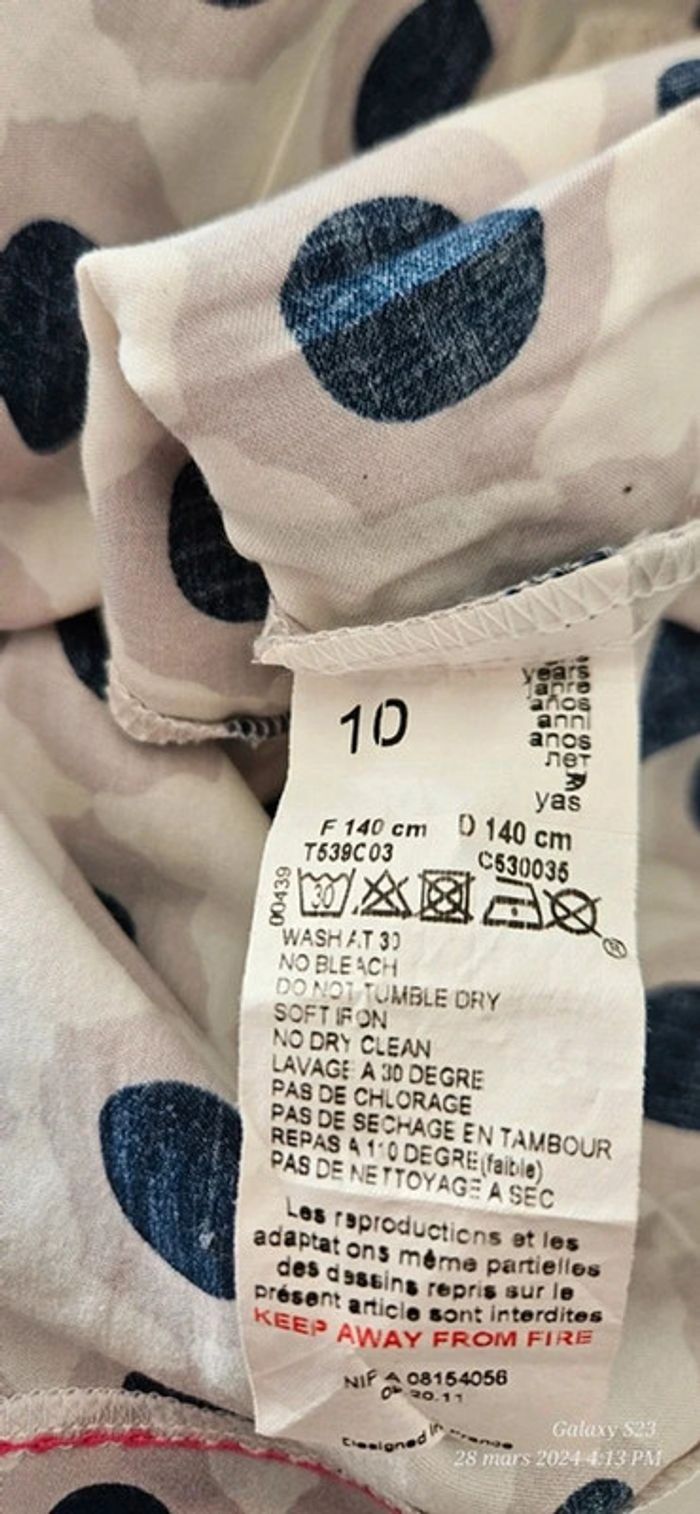 years
Jahre
años
anni
anos
лет
yas
10
F 140 cm D 140 cm
T539C03 C530035
00439
30
WASH AT 30
NO BLEACH
DO NOT TUMBLE DRY
SOFT IRON
NO DRY CLEAN
LAVAGE A 30 DEGRE
PAS DE CHLORAGE
PAS DE SECHAGE EN TAMBOUR
REPAS A 110 DEGRE(faible)
PAS DE NETTOYAGE A SEC
Les reproductions et les
adaptations même partielles
des dessins repris sur le
présent article sont interdites
KEEP AWAY FROM FIRE
NIF A 08154056
Designed in France
Galaxy S23
28 mars 2024 4:13 PM